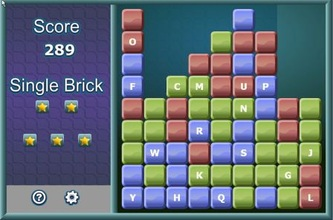 Score
289
Single Brick
O
F C M U P
N
R
W S J
K Q G
Y H L